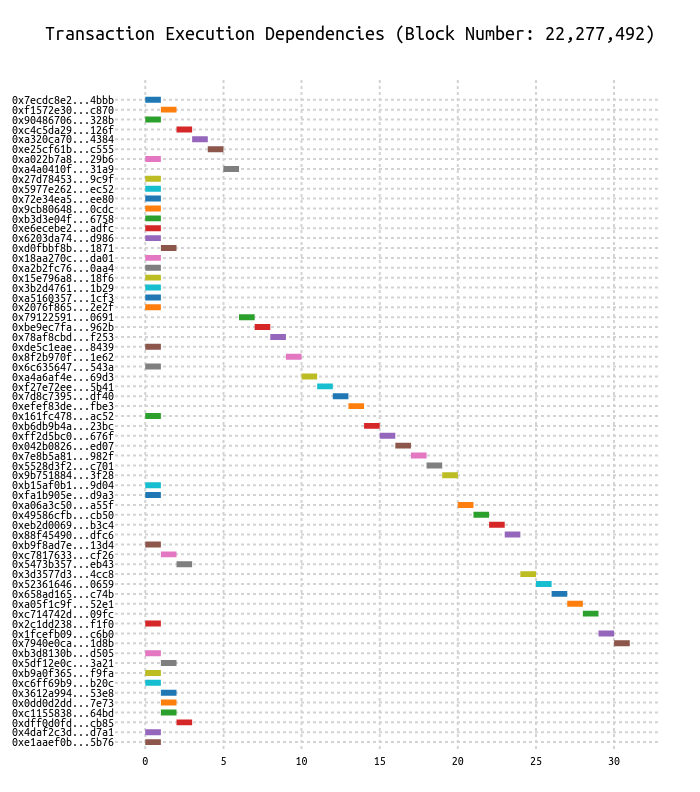 Transaction Execution Dependencies (Block Number: 22,277,492)
0x7ecdc8e2...4bbb
0xf1572e30...c870
0x90486706...328b
0xc4c5da29...126f
0xa320ca70...4384
0xe25cf61b...c555
0xa022b7a8...29b6
0xa4a0410f...31a9
0x27d78453...9c9f
0x5977e262...ec52
0x72e34ea5...ee80
0x9cb80648...0cdc
0xb3d3e04f...6758
0xe6ecebe2...adfc
0x6203da74...d986
0xd0fbbf8b...1871
0x18aa270c...da01
0xa2b2fc76...0aa4
0x15e796a8...18f6
0x3b2d4761...1b29
0xa5160357...1cf3
0x2076f865...2e2f
0x79122591...0691
0xbe9ec7fa...962b
0x78af8cbd...f253
0xde5c1eae...8439
0x8f2b970f...1e62
0x6c635647...543a
0xa4a6af4e...69d3
0xf27e72ee...5b41
0x7d8c7395...df40
0xefef83de...fbe3
0x161fc478...ac52
0xb6db9b4a...23bc
0xff2d5bc0...676f
0x042b0826...ed07
0x7e8b5a81...982f
0x5528d3f2...c701
0x9b751884...3f28
0xb15af0b1...9d04
0xfa1b905e...d9a3
0xa06a3c50...a55f
0x49586cfb...cb50
0xeb2d0069...b3c4
0x88f45490...dfc6
0xb9f8ad7e...13d4
0xc7817633...cf26
0x5473b357...eb43
0x3d3577d3...4cc8
0x52361646...0659
0x658ad165...c74b
0xa05f1c9f...52e1
0xc714742d...09fc
0x2c1dd238...f1f0
0x1fcefb09...c6b0
0x7940e0ca...1d8b
0xb3d8130b...d505
0x5df12e0c...3a21
0xb9a0f365...f9fa
0xc6ff69b9...b20c
0x3612a994...53e8
0x0dd0d2dd...7e73
0xc1155838...64bd
0xdff0d0fd...cb85
0x4daf2c3d...d7a1
0xe1aaef0b...5b76
0 5 10 15 20 25 30